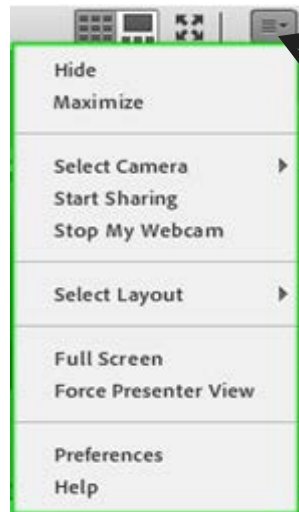 Hide
Maximize
Select Camera
Start Sharing
Stop My Webcam
Select Layout
Full Screen
Force Presenter View
Preferences
Help